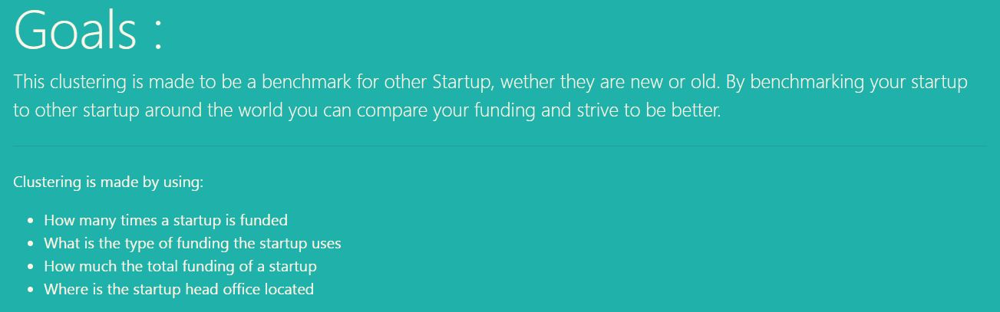 Goals :
This clustering is made to be a benchmark for other Startup, wether they are new or old. By benchmarking your startup
to other startup around the world you can compare your funding and strive to be better.
Clustering is made by using:
• How many times a startup is funded
• What is the type of funding the startup uses
• How much the total funding of a startup
• Where is the startup head office located